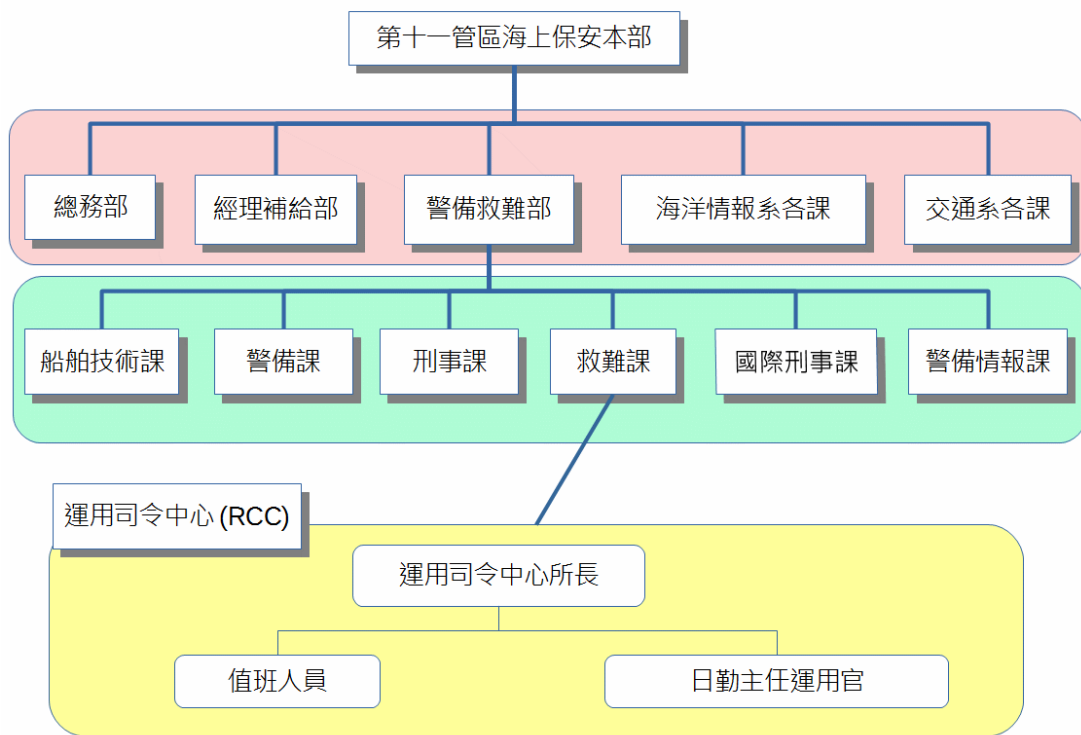 第十一管區海上保安本部
總務部
經理補給部
警備救難部
海洋情報系各課
交通系各課
船舶技術課
警備課
刑事課
救難課
國際刑事課
警備情報課
運用司令中心 (RCC)
運用司令中心所長
值班人員
日勤主任運用官